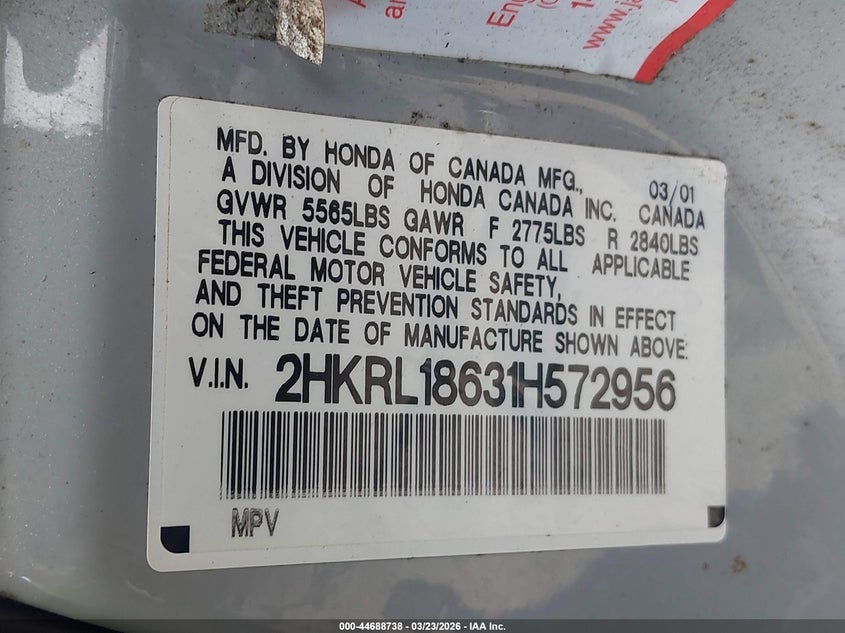 Eng
www.i
MFD. BY HONDA OF CANADA MFG., 03/01
A DIVISION OF HONDA CANADA INC. CANADA
GVWR 5565LBS GAWR F 2775LBS R 2840LBS
THIS VEHICLE CONFORMS TO ALL APPLICABLE
FEDERAL MOTOR VEHICLE SAFETY,
AND THEFT PREVENTION STANDARDS IN EFFECT
ON THE DATE OF MANUFACTURE SHOWN ABOVE.
V.I.N. 2HKRL18631H572956
MPV
000-44688738 - 03/23/2026 - IAA Inc.